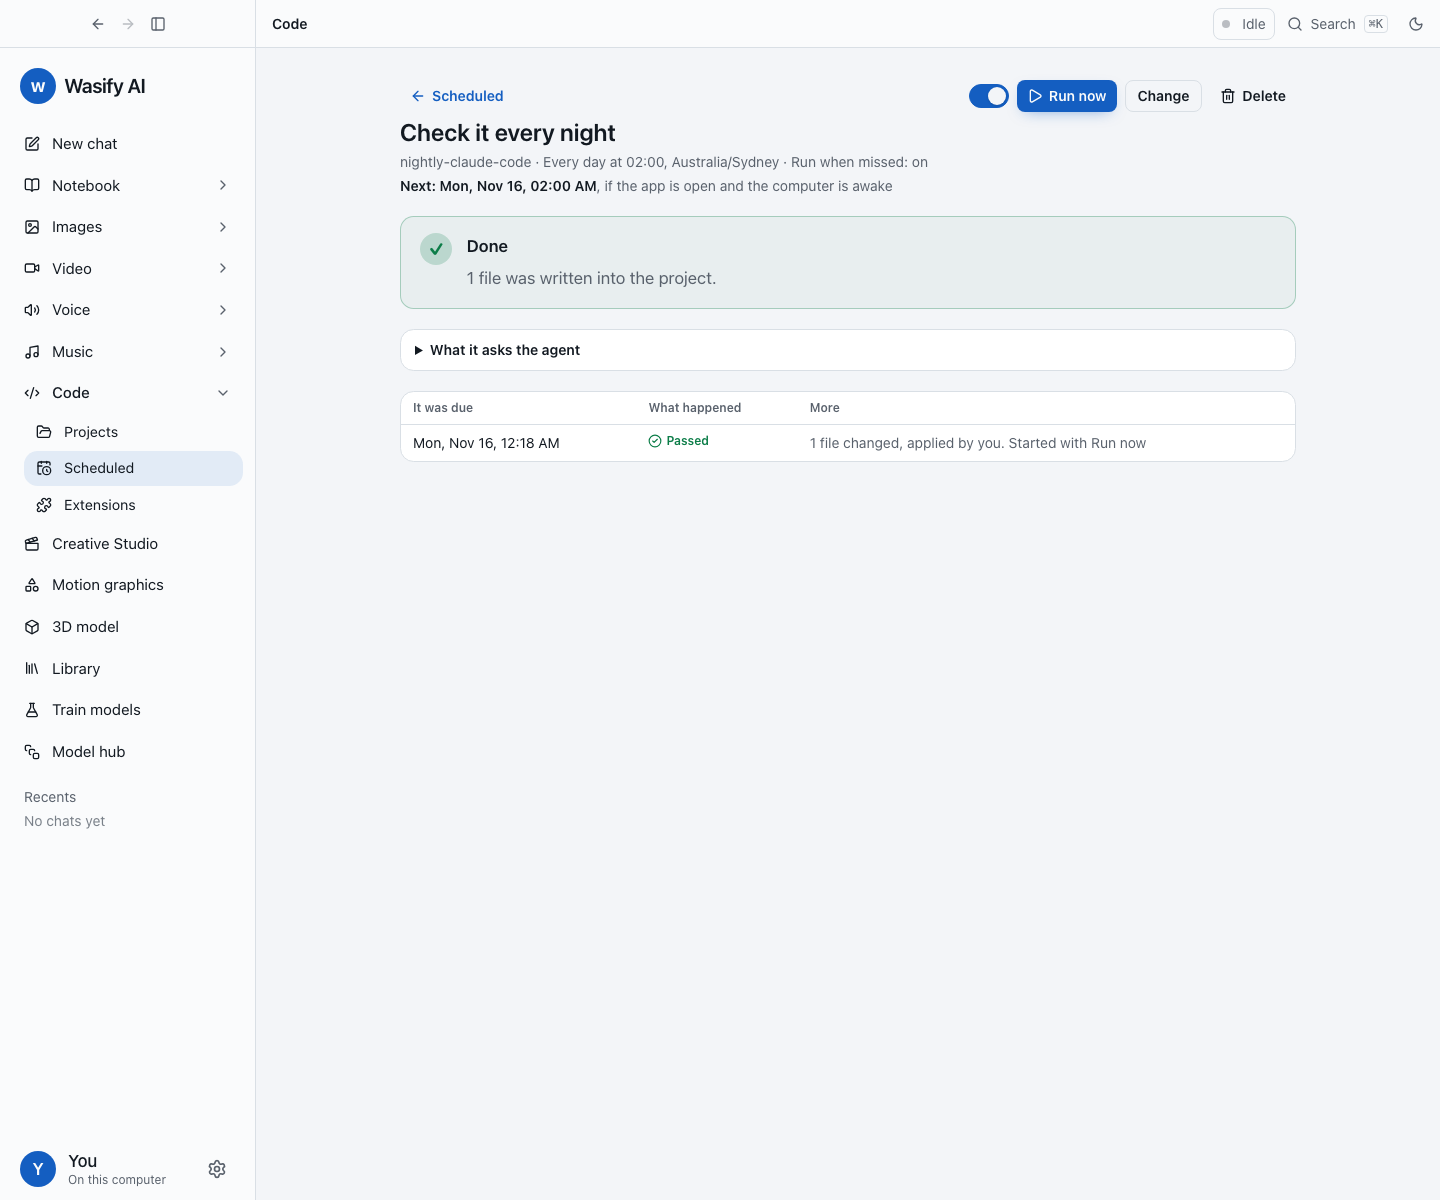 Code
Idle
Search ⌘K
W Wasify AI
New chat
Notebook
Images
Video
Voice
Music
Code
Projects
Scheduled
Extensions
Creative Studio
Motion graphics
3D model
Library
Train models
Model hub
Recents
No chats yet
Y You
On this computer
Scheduled
Run now
Change
Delete
Check it every night
nightly-claude-code · Every day at 02:00, Australia/Sydney · Run when missed: on
Next: Mon, Nov 16, 02:00 AM, if the app is open and the computer is awake
Done
1 file was written into the project.
What it asks the agent
It was due What happened More
Mon, Nov 16, 12:18 AM Passed 1 file changed, applied by you. Started with Run now